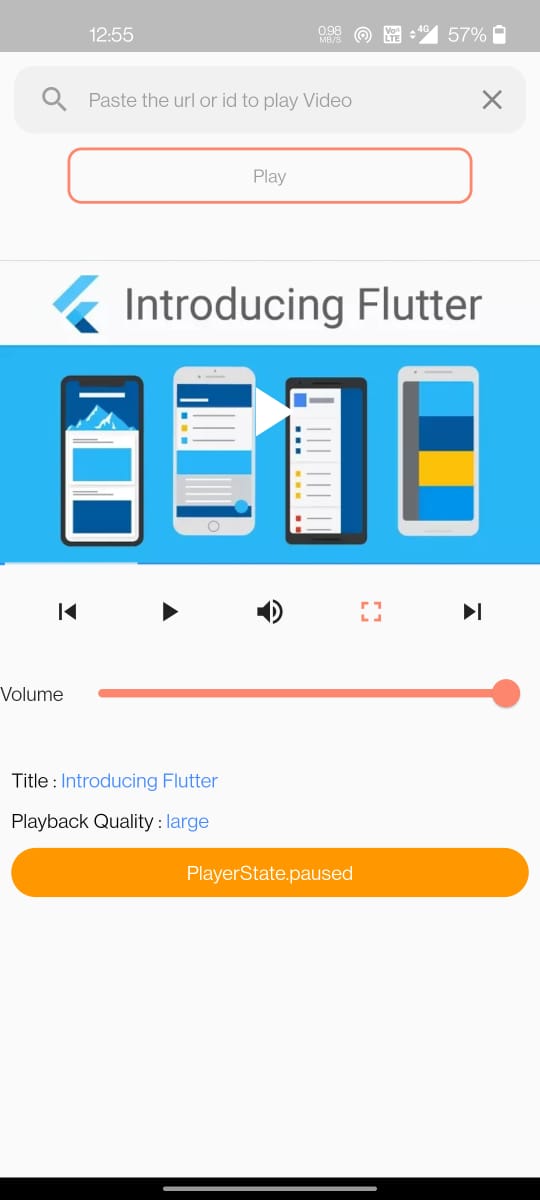 12:55
0.98
MB/S
VoLTE
4G
57%
Paste the url or id to play Video
Play
Introducing Flutter
Volume
Title : Introducing Flutter
Playback Quality : large
PlayerState.paused